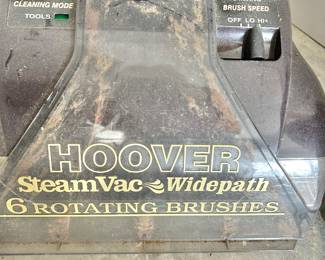 CLEANING MODE
TOOLS
BRUSH SPEED
OFF LO HI
HOOVER
SteamVac Widepath
6 ROTATING BRUSHES